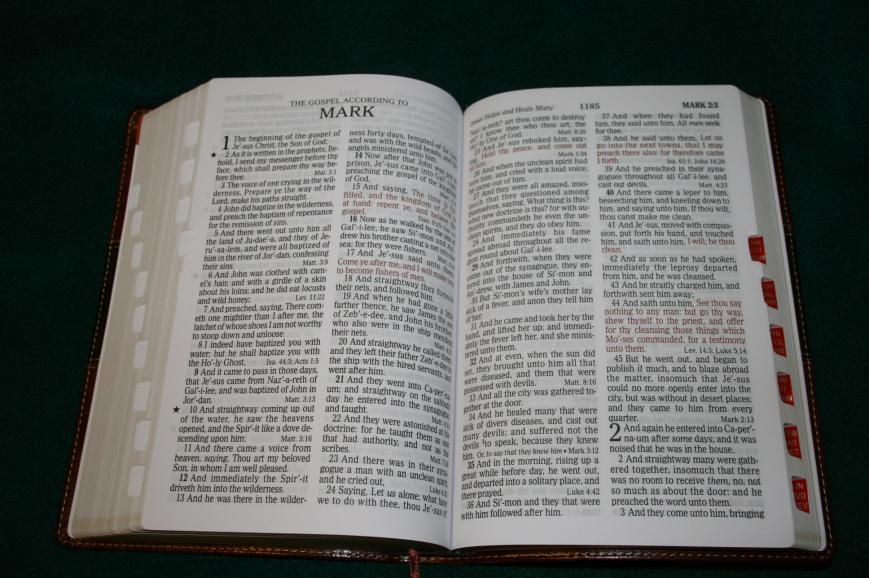 THE GOSPEL ACCORDING TO
MARK
1 The beginning of the gospel of
Je'-sus Christ, the Son of God;
★ 2 As it is written in the prophets, Be-
hold, I send my messenger before thy
face, which shall prepare thy way be-
fore thee. Mal. 3:1
3 The voice of one crying in the wil-
derness, Prepare ye the way of the
Lord, make his paths straight.
4 John did baptize in the wilderness,
and preach the baptism of repentance
for the remission of sins.
5 And there went out unto him all
the land of Ju-dae'-a, and they of Je-
ru'-sa-lem, and were all baptized of
him in the river of Jor'-dan, confessing
their sins. Matt. 3:5
6 And John was clothed with cam-
el's hair, and with a girdle of a skin
about his loins; and he did eat locusts
and wild honey; Lev. 11:22
7 And preached, saying, There com-
eth one mightier than I after me, the
latchet of whose shoes I am not worthy
to stoop down and unloose.
8 I indeed have baptized you with
water: but he shall baptize you with
the Ho'-ly Ghost. Isa. 44:3; Acts 1:5
9 And it came to pass in those days,
that Je'-sus came from Naz'-a-reth of
Gal'-i-lee, and was baptized of John in
Jor'-dan. Matt. 3:13
★ 10 And straightway coming up out
of the water, he saw the heavens
opened, and the Spir'-it like a dove de-
scending upon him: Matt. 3:16
11 And there came a voice from
heaven, saying, Thou art my beloved
Son, in whom I am well pleased.
12 And immediately the Spir'-it
driveth him into the wilderness.
13 And he was there in the wilder-
ness forty days, tempted of
and was with the wild beasts;
angels ministered unto him.
14 Now after that John was
prison, Je'-sus came into Gal'
preaching the gospel of the kingdom
of God,
15 And saying, The time is
filled, and the kingdom of God
at hand: repent ye, and believe
gospel.
16 Now as he walked by the
Gal'-i-lee, he saw Si'-mon and
drew his brother casting a net
sea: for they were fishers.
17 And Je'-sus said unto
Come ye after me, and I will make
to become fishers of men.
18 And straightway they forsook
their nets, and followed him.
19 And when he had gone a little
farther thence, he saw James the
of Zeb'-e-dee, and John his brother,
who also were in the ship mending
their nets.
20 And straightway he called them:
and they left their father Zeb'-e-dee
the ship with the hired servants, and
went after him.
21 And they went into Ca-per'-na-
um; and straightway on the sabbath
day he entered into the synagogue,
and taught.
22 And they were astonished at his
doctrine: for he taught them as one
that had authority, and not as the
scribes.
23 And there was in their syna-
gogue a man with an unclean spirit;
and he cried out,
24 Saying, Let us alone; what have
we to do with thee, thou Je'-sus of
Jesus Helps and Heals Many 1185 MARK 2:3
Naz'-a-reth? art thou come to destroy
I know thee who thou art, the
One of God. Matt. 8:29
And Je'-sus rebuked him, say-
Hold thy peace, and come out
of him. Mark 1:34
26 And when the unclean spirit had
torn him, and cried with a loud voice,
he came out of him.
27 And they were all amazed, inso-
much that they questioned among
themselves, saying, What thing is this?
what new doctrine is this? for with au-
thority commandeth he even the un-
clean spirits, and they do obey him.
28 And immediately his fame
spread abroad throughout all the re-
gion round about Gal'-i-lee.
29 And forthwith, when they were
come out of the synagogue, they en-
tered into the house of Si'-mon and
An'-drew, with James and John.
30 But Si'-mon's wife's mother lay
sick of a fever, and anon they tell him
of her.
31 And he came and took her by the
hand, and lifted her up; and immedi-
ately the fever left her, and she minis-
tered unto them.
32 And at even, when the sun did
set, they brought unto him all that
were diseased, and them that were
possessed with devils. Matt. 8:16
33 And all the city was gathered to-
gether at the door.
34 And he healed many that were
sick of divers diseases, and cast out
many devils; and suffered not the
devils to speak, because they knew
him. Or, to say that they knew him • Mark 3:12
35 And in the morning, rising up a
great while before day, he went out,
and departed into a solitary place, and
there prayed. Luke 4:42
36 And Si'-mon and they that were
with him followed after him.
37 And when they had found
him, they said unto him, All men seek
for thee.
38 And he said unto them, Let us
go into the next towns, that I may
preach there also: for therefore came
I forth. Isa. 61:1; John 16:28
39 And he preached in their syna-
gogues throughout all Gal'-i-lee, and
cast out devils. Matt. 4:23
40 And there came a leper to him,
beseeching him, and kneeling down to
him, and saying unto him, If thou wilt,
thou canst make me clean.
41 And Je'-sus, moved with compas-
sion, put forth his hand, and touched
him, and saith unto him, I will; be thou
clean.
42 And as soon as he had spoken,
immediately the leprosy departed
from him, and he was cleansed.
43 And he straitly charged him, and
forthwith sent him away;
44 And saith unto him, See thou say
nothing to any man: but go thy way,
shew thyself to the priest, and offer
for thy cleansing those things which
Mo'-ses commanded, for a testimony
unto them. Lev. 14:3; Luke 5:14
45 But he went out, and began to
publish it much, and to blaze abroad
the matter, insomuch that Je'-sus
could no more openly enter into the
city, but was without in desert places:
and they came to him from every
quarter. Mark 2:13
2 And again he entered into Ca-per'-
na-um after some days; and it was
noised that he was in the house.
2 And straightway many were gath-
ered together, insomuch that there
was no room to receive them, no, not
so much as about the door: and he
preached the word unto them.
3 And they come unto him, bringing